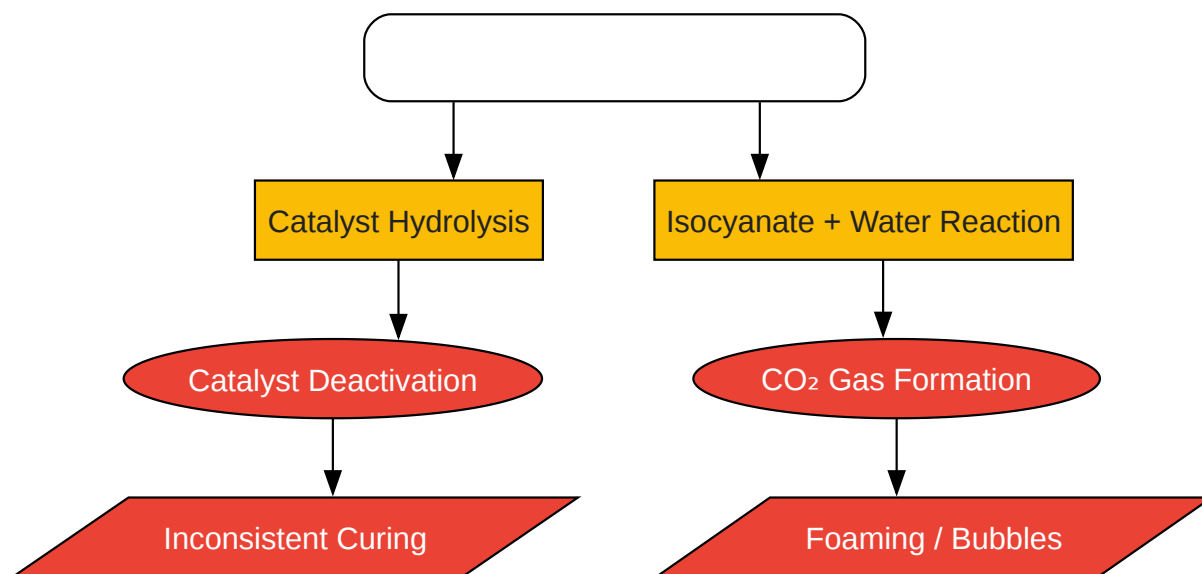 Catalyst Hydrolysis
Isocyanate + Water Reaction
Catalyst Deactivation
CO₂ Gas Formation
Inconsistent Curing
Foaming / Bubbles